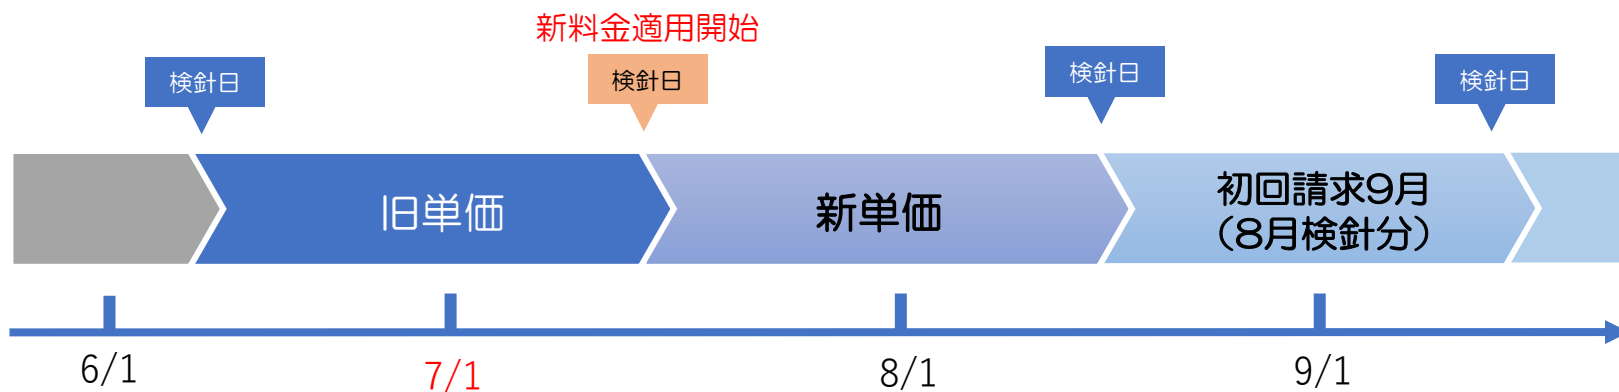 新料金適用開始
検針日
検針日
検針日
検針日
旧単価
新単価
初回請求9月
(8月検針分)
6/1
7/1
8/1
9/1